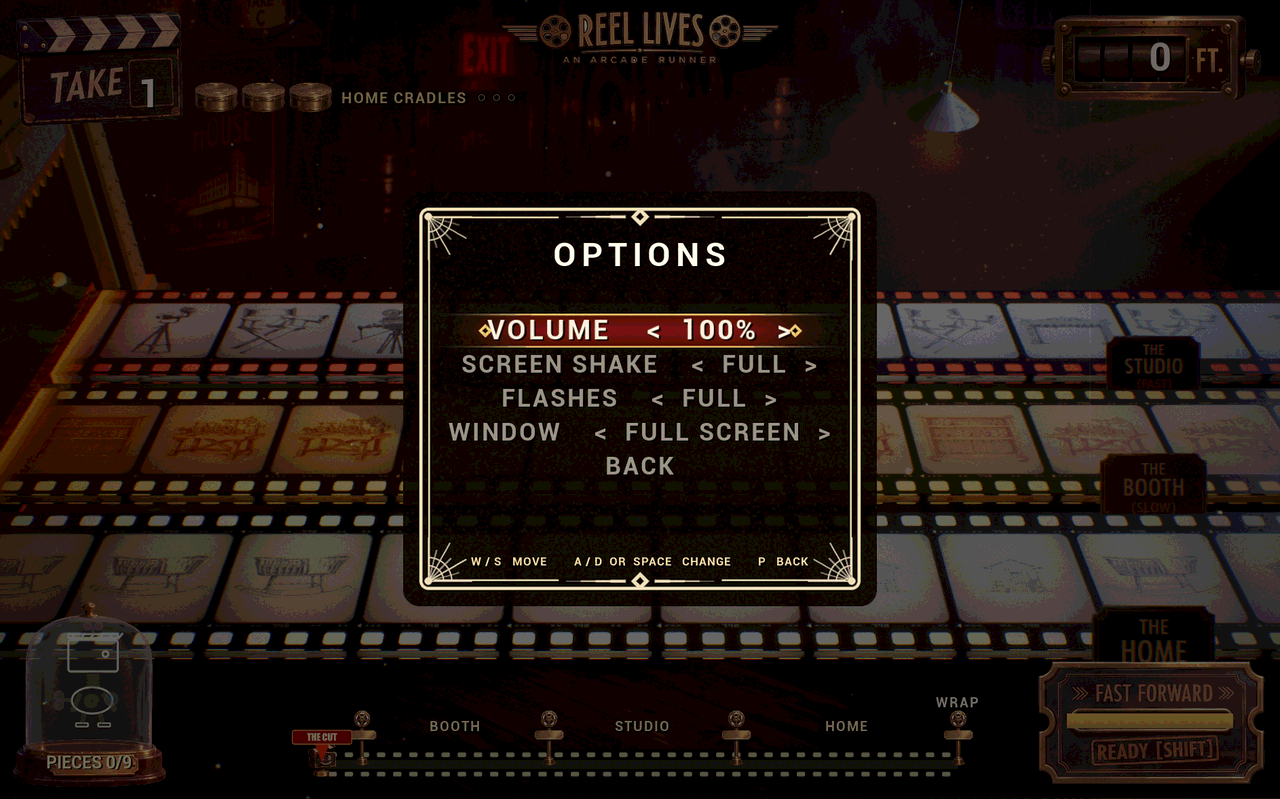 TAKE 1
EXIT
REEL LIVES
AN ARCADE RUNNER
0 FT.
HOME CRADLES
OPTIONS
VOLUME < 100% >
SCREEN SHAKE < FULL >
FLASHES < FULL >
WINDOW < FULL SCREEN >
BACK
W / S MOVE A / D OR SPACE CHANGE P BACK
THE
STUDIO
(FAST)
THE
BOOTH
(SLOW)
THE
HOME
PIECES 0/9
THE CUT
BOOTH
STUDIO
HOME
WRAP
FAST FORWARD
READY [SHIFT]